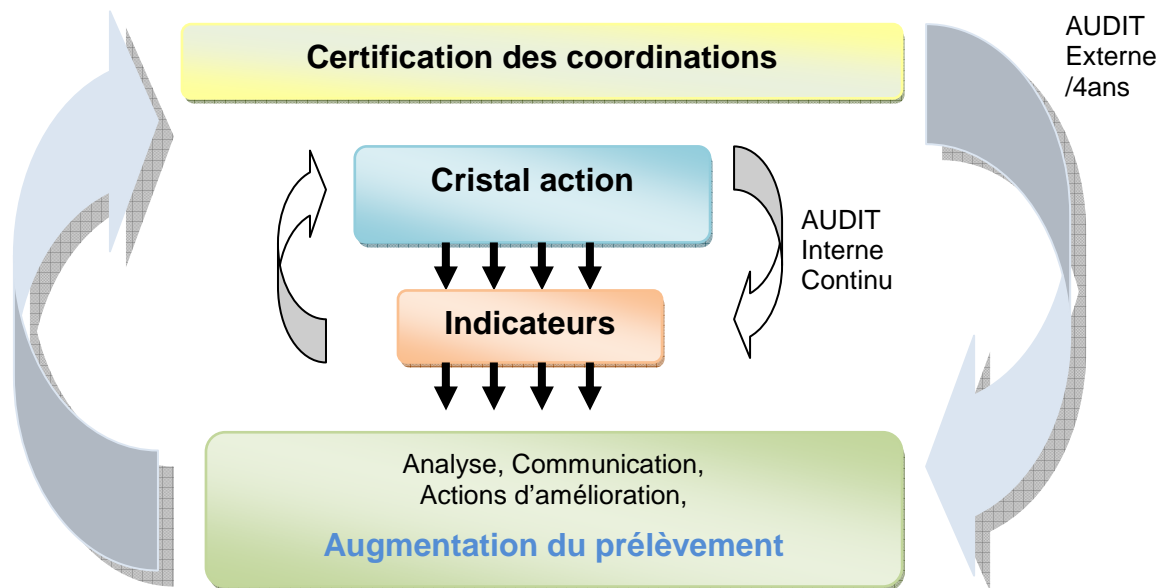 Certification des coordinations
AUDIT
Externe
/4ans
Cristal action
AUDIT
Interne
Continu
Indicateurs
Analyse, Communication,
Actions d’amélioration,
Augmentation du prélèvement